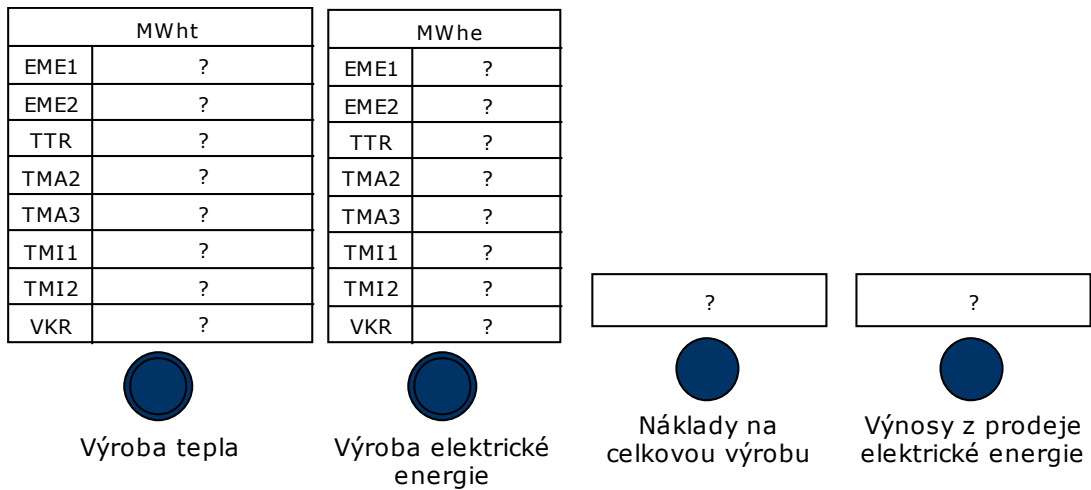 MWht
EME1 ?
EME2 ?
TTR ?
TMA2 ?
TMA3 ?
TMI1 ?
TMI2 ?
VKR ?
Výroba tepla
MWhe
EME1 ?
EME2 ?
TTR ?
TMA2 ?
TMA3 ?
TMI1 ?
TMI2 ?
VKR ?
Výroba elektrické
energie
?
Náklady na
celkovou výrobu
?
Výnosy z prodeje
elektrické energie